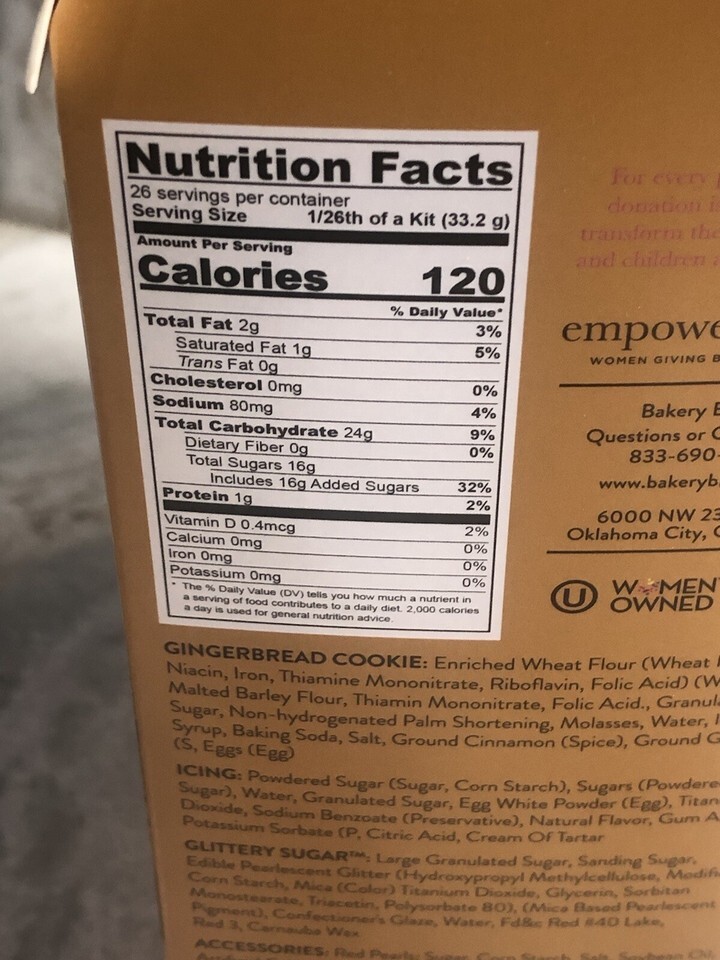 Nutrition Facts
26 servings per container
Serving Size 1/26th of a Kit (33.2 g)
Amount Per Serving
Calories 120
% Daily Value*
Total Fat 2g 3%
Saturated Fat 1g 5%
Trans Fat 0g
Cholesterol 0mg 0%
Sodium 80mg 4%
Total Carbohydrate 24g 9%
Dietary Fiber 0g 0%
Total Sugars 16g
Includes 16g Added Sugars 32%
Protein 1g 2%
Vitamin D 0.4mcg 2%
Calcium 0mg 0%
Iron 0mg 0%
Potassium 0mg 0%
* The % Daily Value (DV) tells you how much a nutrient in
a serving of food contributes to a daily diet. 2,000 calories
a day is used for general nutrition advice.
For every
donation
transform the
and children
empowe
WOMEN GIVING B
Bakery
Questions or
833-690-
www.bakeryb
6000 NW 23
Oklahoma City,
U WOMEN
OWNED
GINGERBREAD COOKIE: Enriched Wheat Flour (Wheat
Niacin, Iron, Thiamine Mononitrate, Riboflavin, Folic Acid) (W
Malted Barley Flour, Thiamin Mononitrate, Folic Acid., Granul
Sugar, Non-hydrogenated Palm Shortening, Molasses, Water,
Syrup, Baking Soda, Salt, Ground Cinnamon (Spice), Ground G
(S, Eggs (Egg)
ICING: Powdered Sugar (Sugar, Corn Starch), Sugars (Powdere
Sugar), Water, Granulated Sugar, Egg White Powder (Egg), Titan
Dioxide, Sodium Benzoate (Preservative), Natural Flavor, Gum A
Potassium Sorbate (P, Citric Acid, Cream Of Tartar
GLITTERY SUGAR™: Large Granulated Sugar, Sanding Sugar,
Edible Pearlescent Glitter (Hydroxypropyl Methylcellulose, Modifi
Corn Starch, Mica (Color) Titanium Dioxide, Glycerin, Sorbitan
Monostearate, Triacetin, Polysorbate 80), (Mica Based Pearlescent
Pigment), Confectioner's Glaze, Water, Fd&c Red #40 Lake,
Red 3, Carnauba Wax
ACCESSORIES: Red Pearls: Sugar, Corn Starch, Salt, Soybean